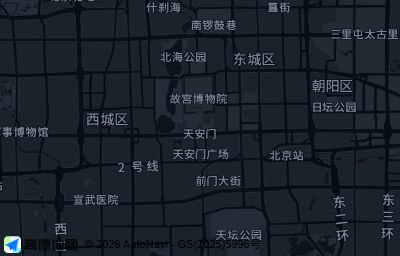 什刹海
簋街
南锣鼓巷
三里屯太古里
北海公园
东城区
朝阳区
故宫博物院
日坛公园
西城区
天安门
事博物馆
天安门广场
北京站
2号线
前门大街
宣武医院
东二环
东三环
西
天坛公园
高德地图 © 2026 AutoNavi - GS(2025)5996号